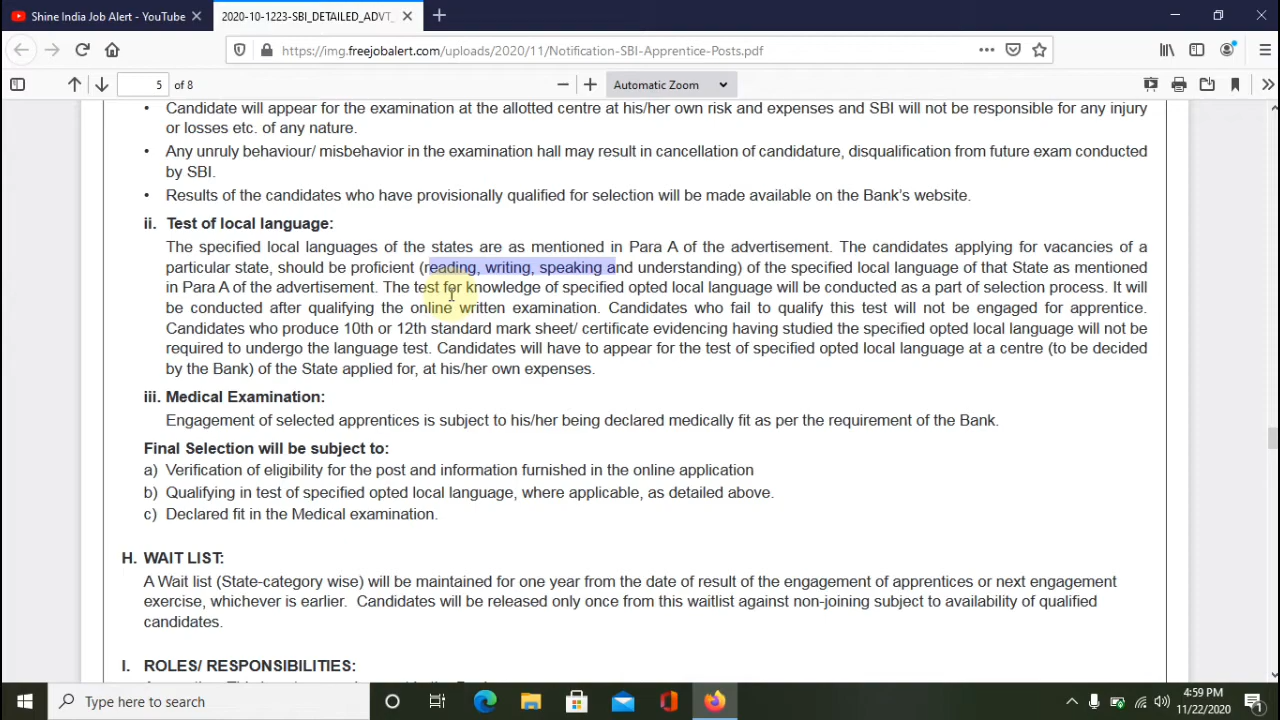 Shine India Job Alert - YouTube
2020-10-1223-SBI_DETAILED_ADVT_
https://img.freejobalert.com/uploads/2020/11/Notification-SBI-Apprentice-Posts.pdf
5 of 8
Automatic Zoom
• Candidate will appear for the examination at the allotted centre at his/her own risk and expenses and SBI will not be responsible for any injury
or losses etc. of any nature.
• Any unruly behaviour/ misbehavior in the examination hall may result in cancellation of candidature, disqualification from future exam conducted
by SBI.
• Results of the candidates who have provisionally qualified for selection will be made available on the Bank's website.
ii. Test of local language:
The specified local languages of the states are as mentioned in Para A of the advertisement. The candidates applying for vacancies of a
particular state, should be proficient (reading, writing, speaking and understanding) of the specified local language of that State as mentioned
in Para A of the advertisement. The test for knowledge of specified opted local language will be conducted as a part of selection process. It will
be conducted after qualifying the online written examination. Candidates who fail to qualify this test will not be engaged for apprentice.
Candidates who produce 10th or 12th standard mark sheet/ certificate evidencing having studied the specified opted local language will not be
required to undergo the language test. Candidates will have to appear for the test of specified opted local language at a centre (to be decided
by the Bank) of the State applied for, at his/her own expenses.
iii. Medical Examination:
Engagement of selected apprentices is subject to his/her being declared medically fit as per the requirement of the Bank.
Final Selection will be subject to:
a) Verification of eligibility for the post and information furnished in the online application
b) Qualifying in test of specified opted local language, where applicable, as detailed above.
c) Declared fit in the Medical examination.
H. WAIT LIST:
A Wait list (State-category wise) will be maintained for one year from the date of result of the engagement of apprentices or next engagement
exercise, whichever is earlier. Candidates will be released only once from this waitlist against non-joining subject to availability of qualified
candidates.
I. ROLES/ RESPONSIBILITIES:
Type here to search
4:59 PM
11/22/2020
1